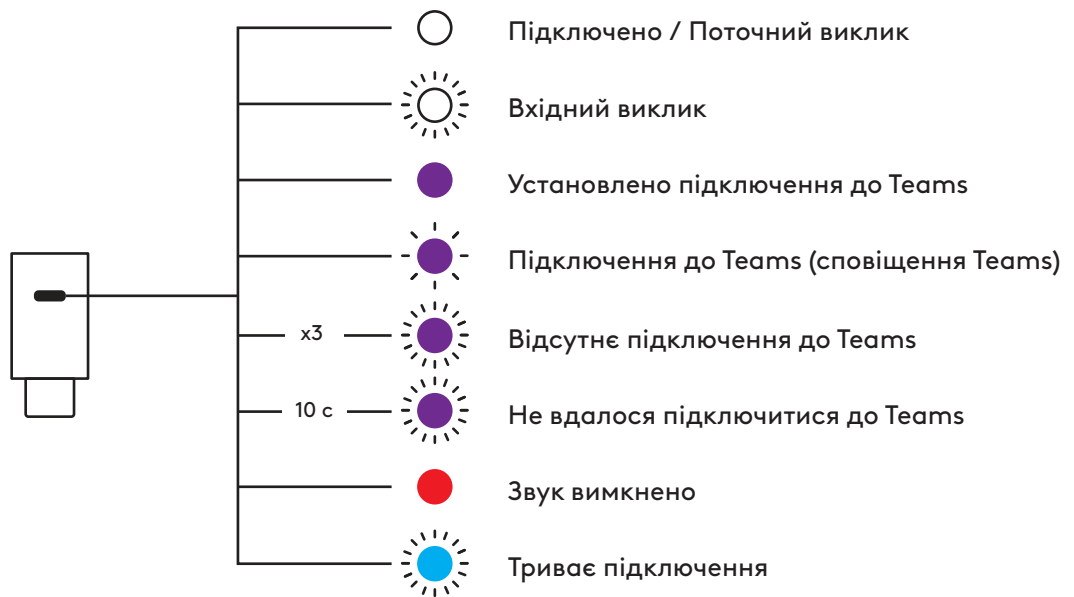 Підключено / Поточний виклик
Вхідний виклик
Установлено підключення до Teams
Підключення до Teams (сповіщення Teams)
x3 Відсутнє підключення до Teams
10 с Не вдалося підключитися до Teams
Звук вимкнено
Триває підключення